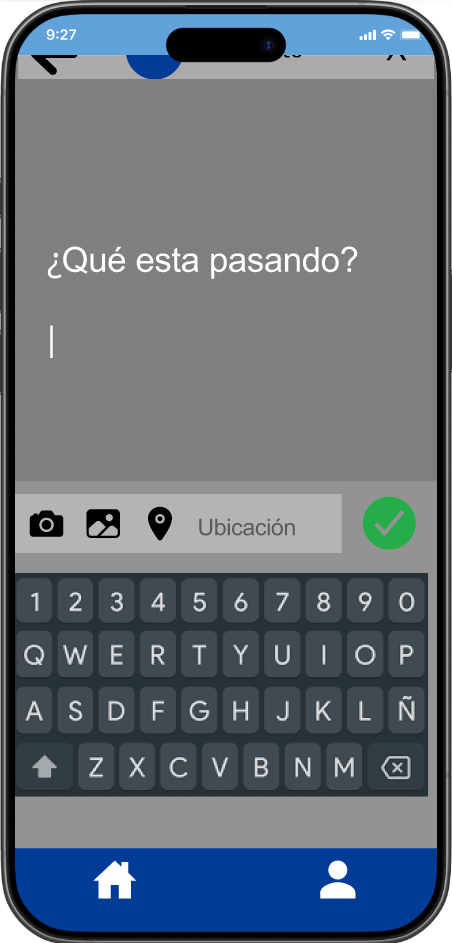 9:27
¿Qué esta pasando?
Ubicación
1 2 3 4 5 6 7 8 9 0
Q W E R T Y U I O P
A S D F G H J K L Ñ
Z X C V B N M